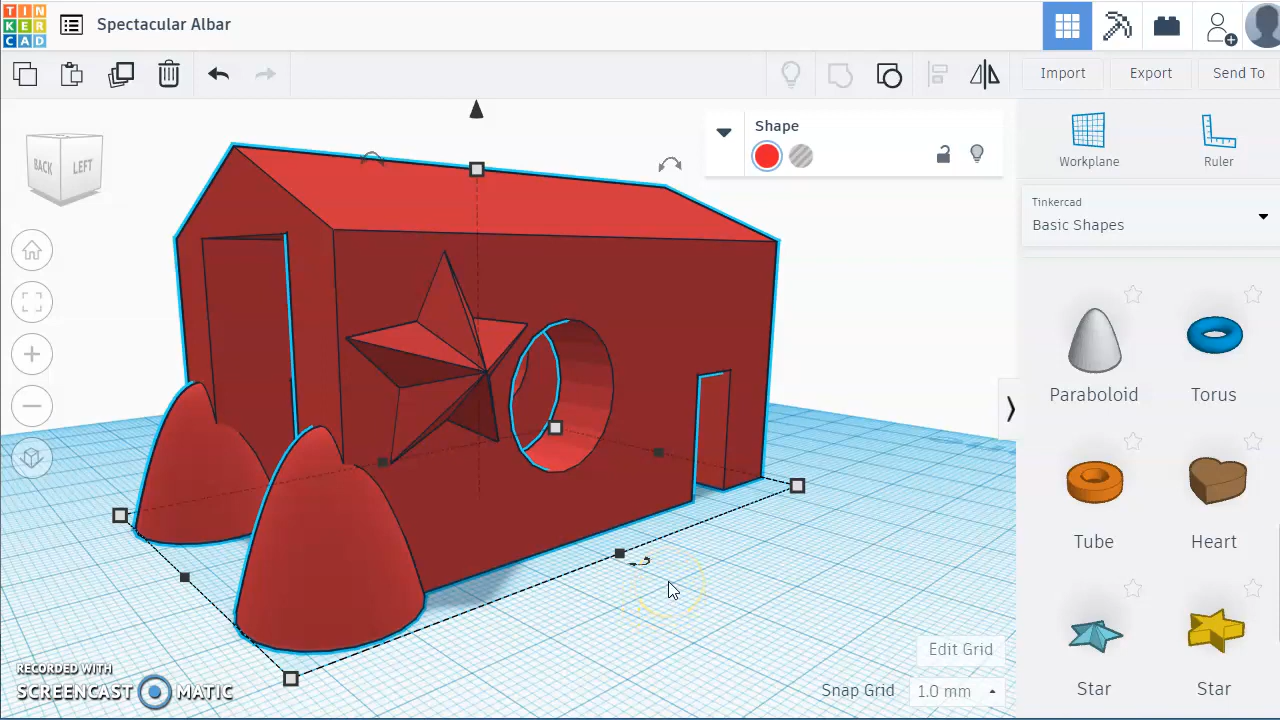 TIN
KER
CAD
Spectacular Albar
Import
Export
Send To
Shape
Workplane
Ruler
BACK
LEFT
Tinkercad
Basic Shapes
Paraboloid
Torus
Tube
Heart
Star
Star
Edit Grid
Snap Grid
1.0 mm
RECORDED WITH
SCREENCAST MATIC